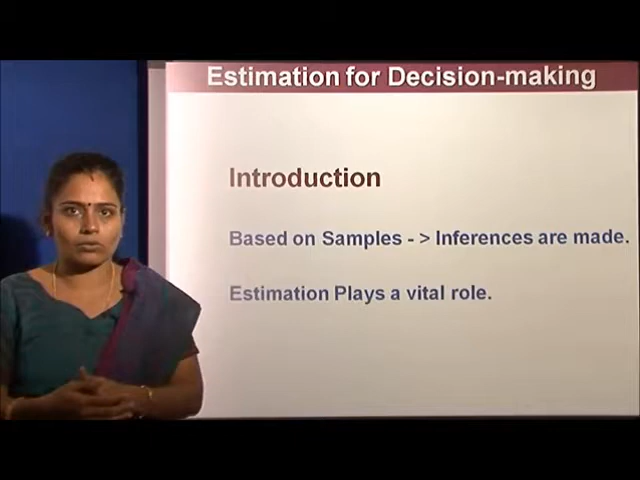 Estimation for Decision-making
Introduction
Based on Samples - > Inferences are made.
Estimation Plays a vital role.